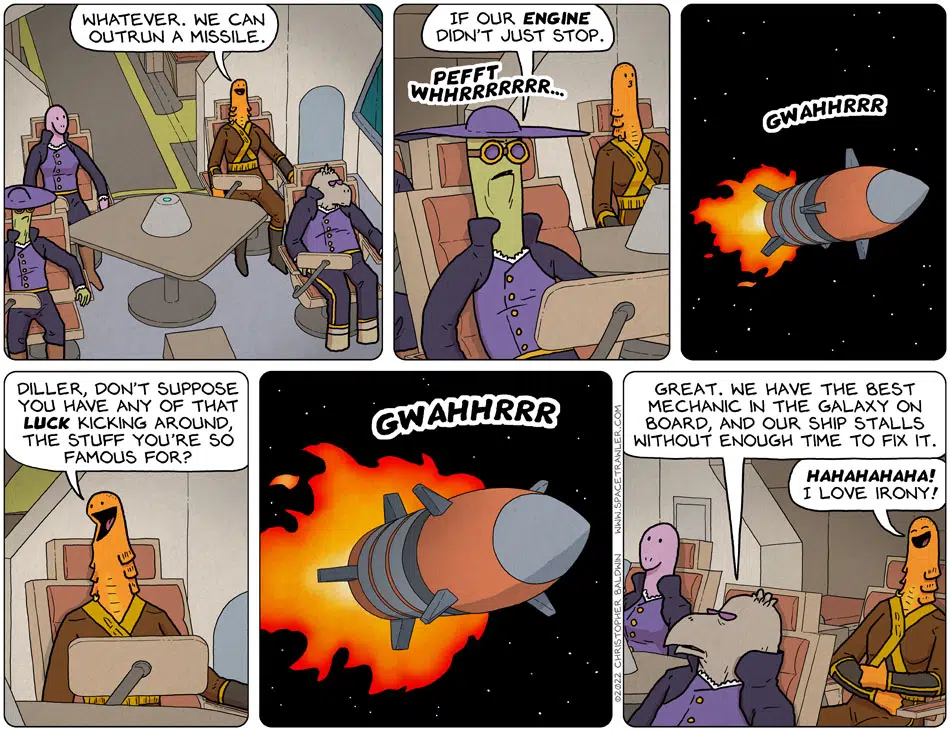 WHATEVER. WE CAN
OUTRUN A MISSILE.
IF OUR ENGINE
DIDN'T JUST STOP.
PEFFT
WHHRRRRRRR...
GWAHHRRR
DILLER, DON'T SUPPOSE
YOU HAVE ANY OF THAT
LUCK KICKING AROUND,
THE STUFF YOU'RE SO
FAMOUS FOR?
GWAHHRRR
©2022 CHRISTOPHER BALDWIN WWW.SPACETRAWLER.COM
GREAT. WE HAVE THE BEST
MECHANIC IN THE GALAXY ON
BOARD, AND OUR SHIP STALLS
WITHOUT ENOUGH TIME TO FIX IT.
HAHAHAHAHA!
I LOVE IRONY!